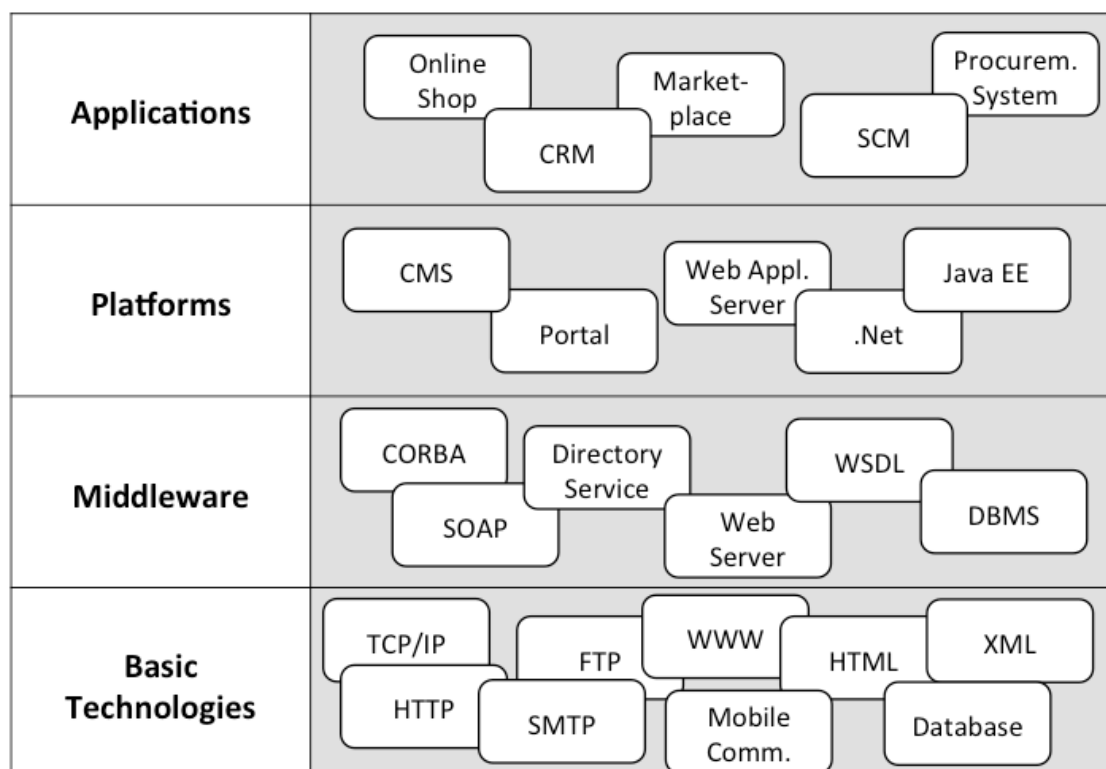 Applications
Online
Shop
CRM
Market-
place
SCM
Procurem.
System
Platforms
CMS
Portal
Web Appl.
Server
.Net
Java EE
Middleware
CORBA
SOAP
Directory
Service
Web
Server
WSDL
DBMS
Basic
Technologies
TCP/IP
HTTP
SMTP
FTP
WWW
Mobile
Comm.
HTML
XML
Database